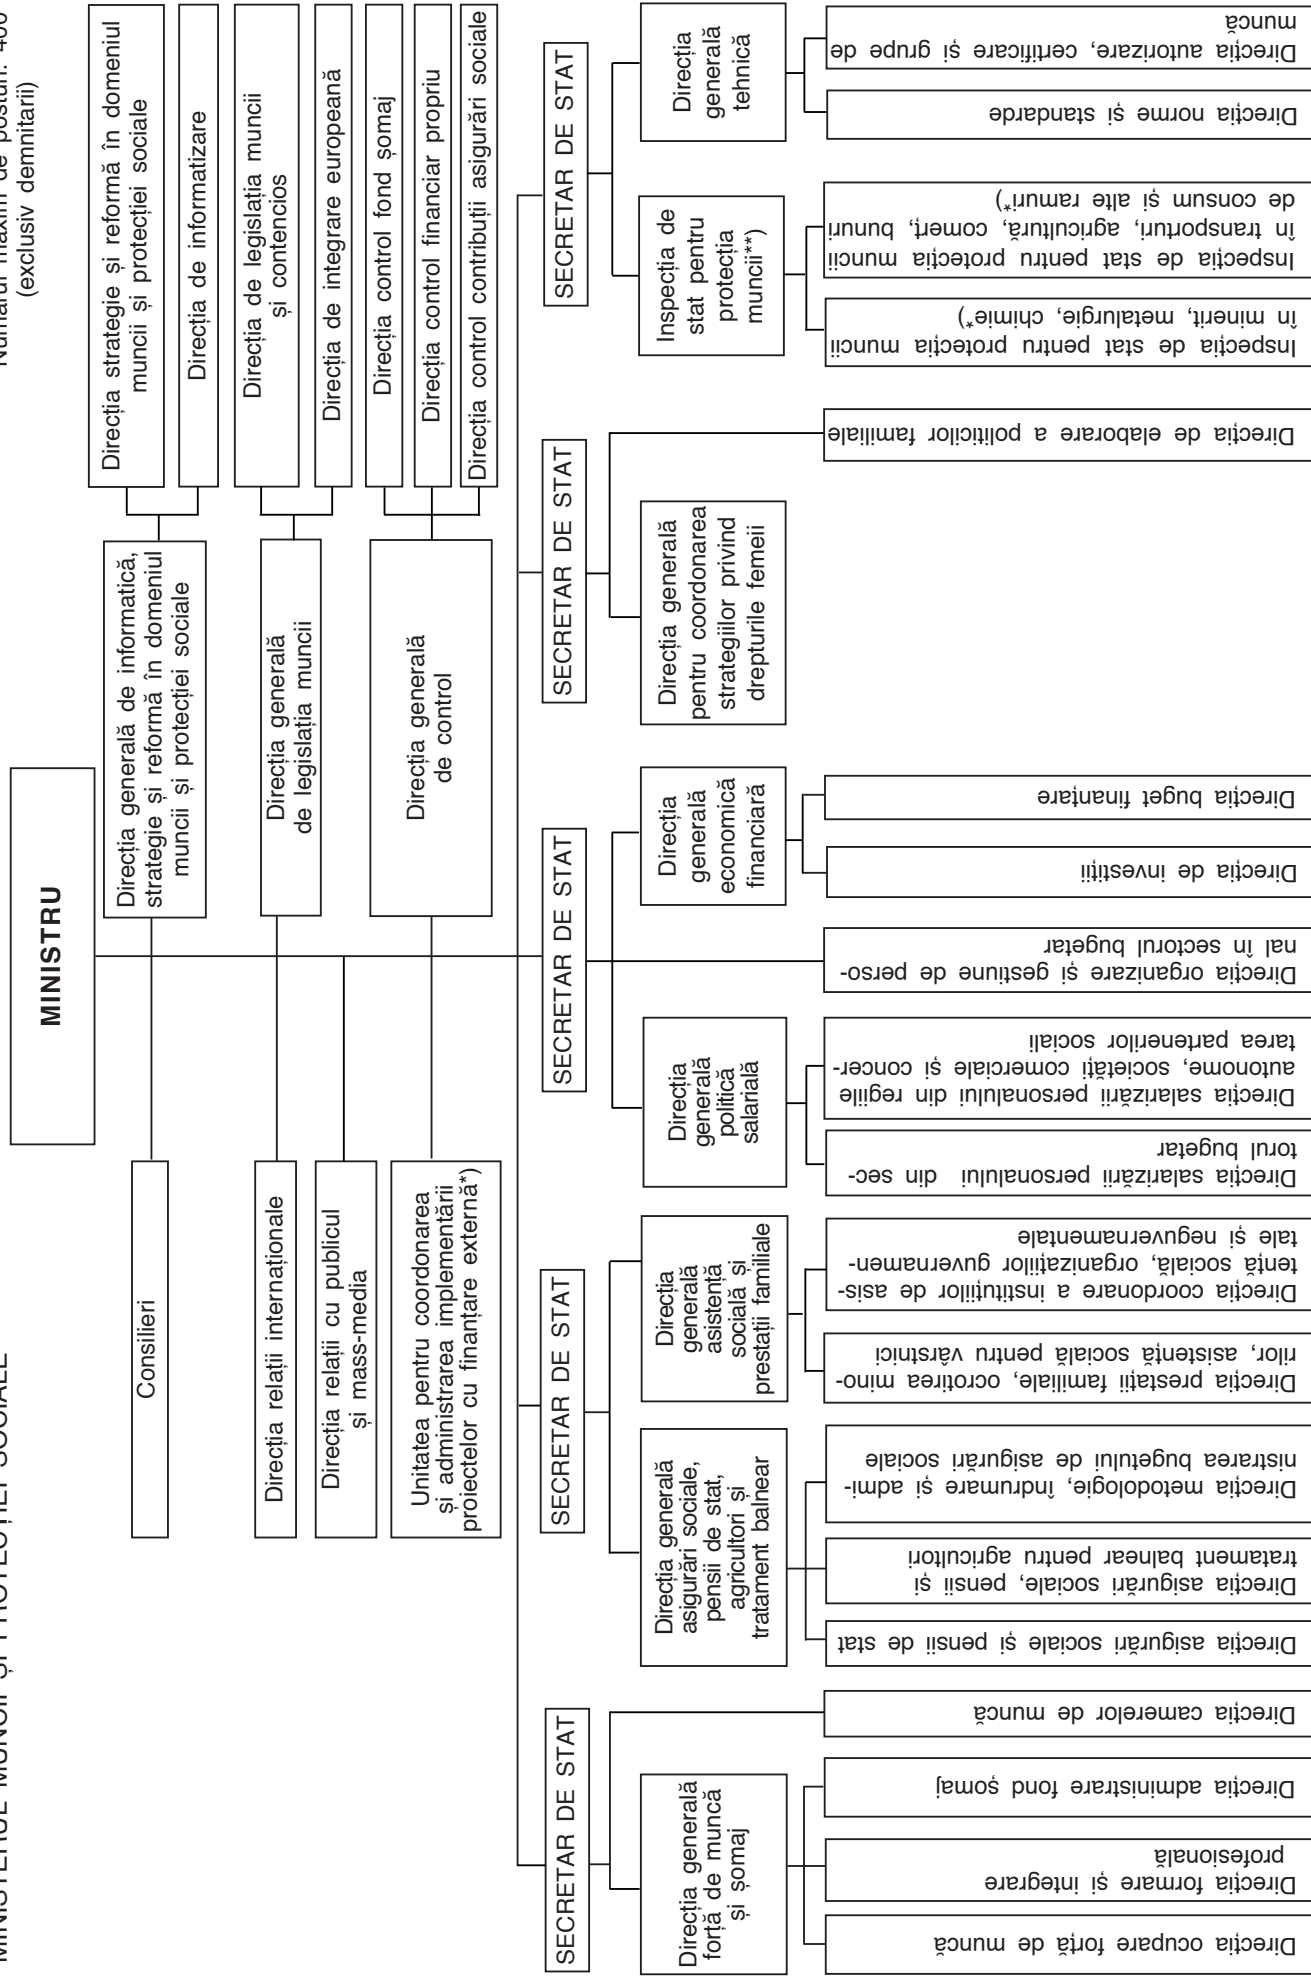 MINISTERUL MUNCII ȘI PROTECȚIEI SOCIALE
Numărul maxim de posturi: 400
(exclusiv demnitarii)
MINISTRU
Consilieri
Direcția generală de informatică,
strategie și reformă în domeniul
muncii și protecției sociale
Direcția strategie și reformă în domeniul
muncii și protecției sociale
Direcția de informatizare
Direcția relații internaționale
Direcția generală
de legislația muncii
Direcția de legislația muncii
și contencios
Direcția de integrare europeană
Direcția relații cu publicul
și mass-media
Unitatea pentru coordonarea
și administrarea implementării
proiectelor cu finanțare externă*)
Direcția generală
de control
Direcția control fond șomaj
Direcția control financiar propriu
Direcția control contribuții asigurări sociale
SECRETAR DE STAT
Direcția generală
forță de muncă
și șomaj
Direcția ocupare forță de muncă
Direcția formare și integrare
profesională
Direcția administrare fond șomaj
Direcția camerelor de muncă
SECRETAR DE STAT
Direcția generală
asigurări sociale,
pensii de stat,
agricultori și
tratament balnear
Direcția asigurări sociale și pensii de stat
Direcția asigurări sociale, pensii și
tratament balnear pentru agricultori
Direcția metodologie, îndrumare și admi-
nistrarea bugetului de asigurări sociale
Direcția
generală
asistență
socială și
prestații familiale
Direcția prestații familiale, ocrotirea mino-
rilor, asistență socială pentru vârstnici
Direcția coordonare a instituțiilor de asis-
tență socială, organizațiilor guvernamen-
tale și neguvernamentale
SECRETAR DE STAT
Direcția
generală
politică
salarială
Direcția salarizării personalului din sec-
torul bugetar
Direcția salarizării personalului din regiile
autonome, societăți comerciale și concer-
tarea partenerilor sociali
Direcția organizare și gestiune de perso-
nal în sectorul bugetar
Direcția
generală
economică
financiară
Direcția de investiții
Direcția buget finanțare
SECRETAR DE STAT
Direcția generală
pentru coordonarea
strategiilor privind
drepturile femeii
Direcția de elaborare a politicilor familiale
SECRETAR DE STAT
Inspecția de
stat pentru
protecția
muncii**)
Inspecția de stat pentru protecția muncii
în minerit, metalurgie, chimie*)
Inspecția de stat pentru protecția muncii
în transporturi, agricultură, comerț, bunuri
de consum și alte ramuri*)
Direcția
generală
tehnică
Direcția norme și standarde
Direcția autorizare, certificare și grupe de
muncă